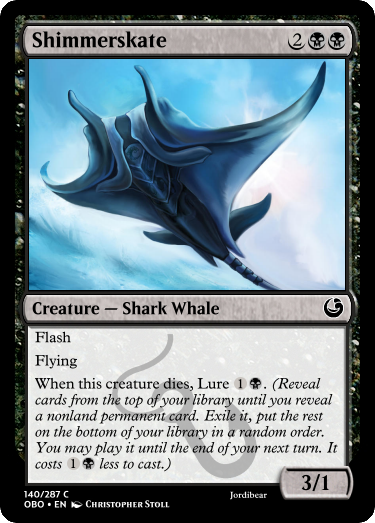 Shimmerskate 2
Creature — Shark Whale
Flash
Flying
When this creature dies, Lure 1. (Reveal
cards from the top of your library until you reveal
a nonland permanent card. Exile it, put the rest
on the bottom of your library in a random order.
You may play it until the end of your next turn. It
costs 1 less to cast.)
3/1
140/287 C
OBO • EN Christopher Stoll
Jordibear